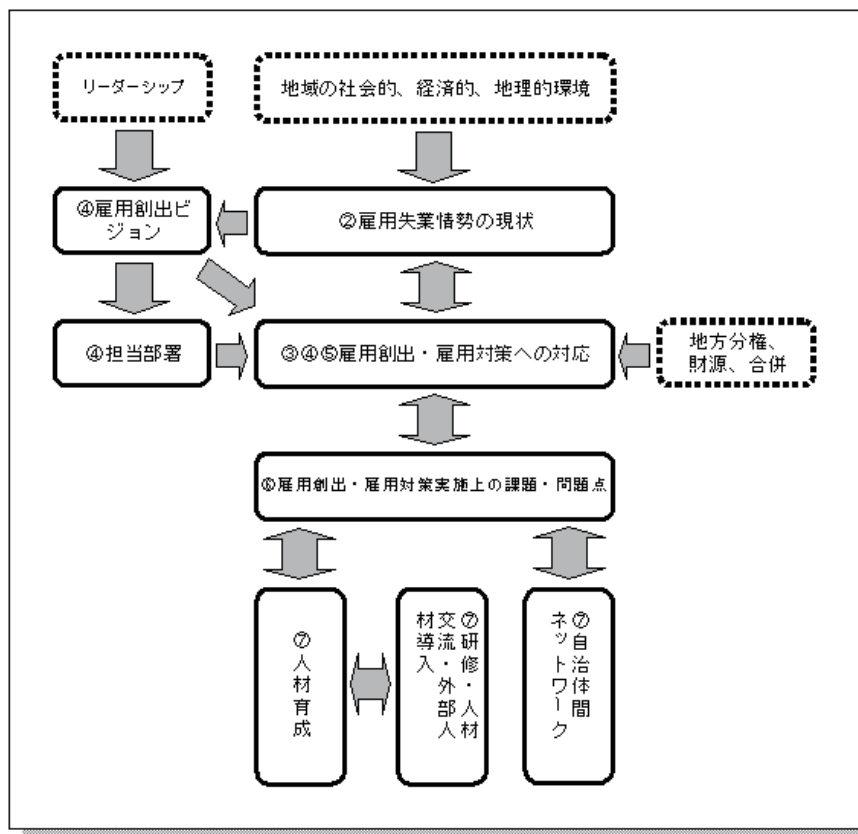 リーダーシップ
地域の社会的、経済的、地理的環境
④雇用創出ビ
ジョン
②雇用失業情勢の現状
④担当部署
③④⑤雇用創出・雇用対策への対応
地方分権、
財源、合併
⑥雇用創出・雇用対策実施上の課題・問題点
⑦人材育成
⑦研修・人材
交流・外部人
材導入
⑦自治体間
ネットワーク